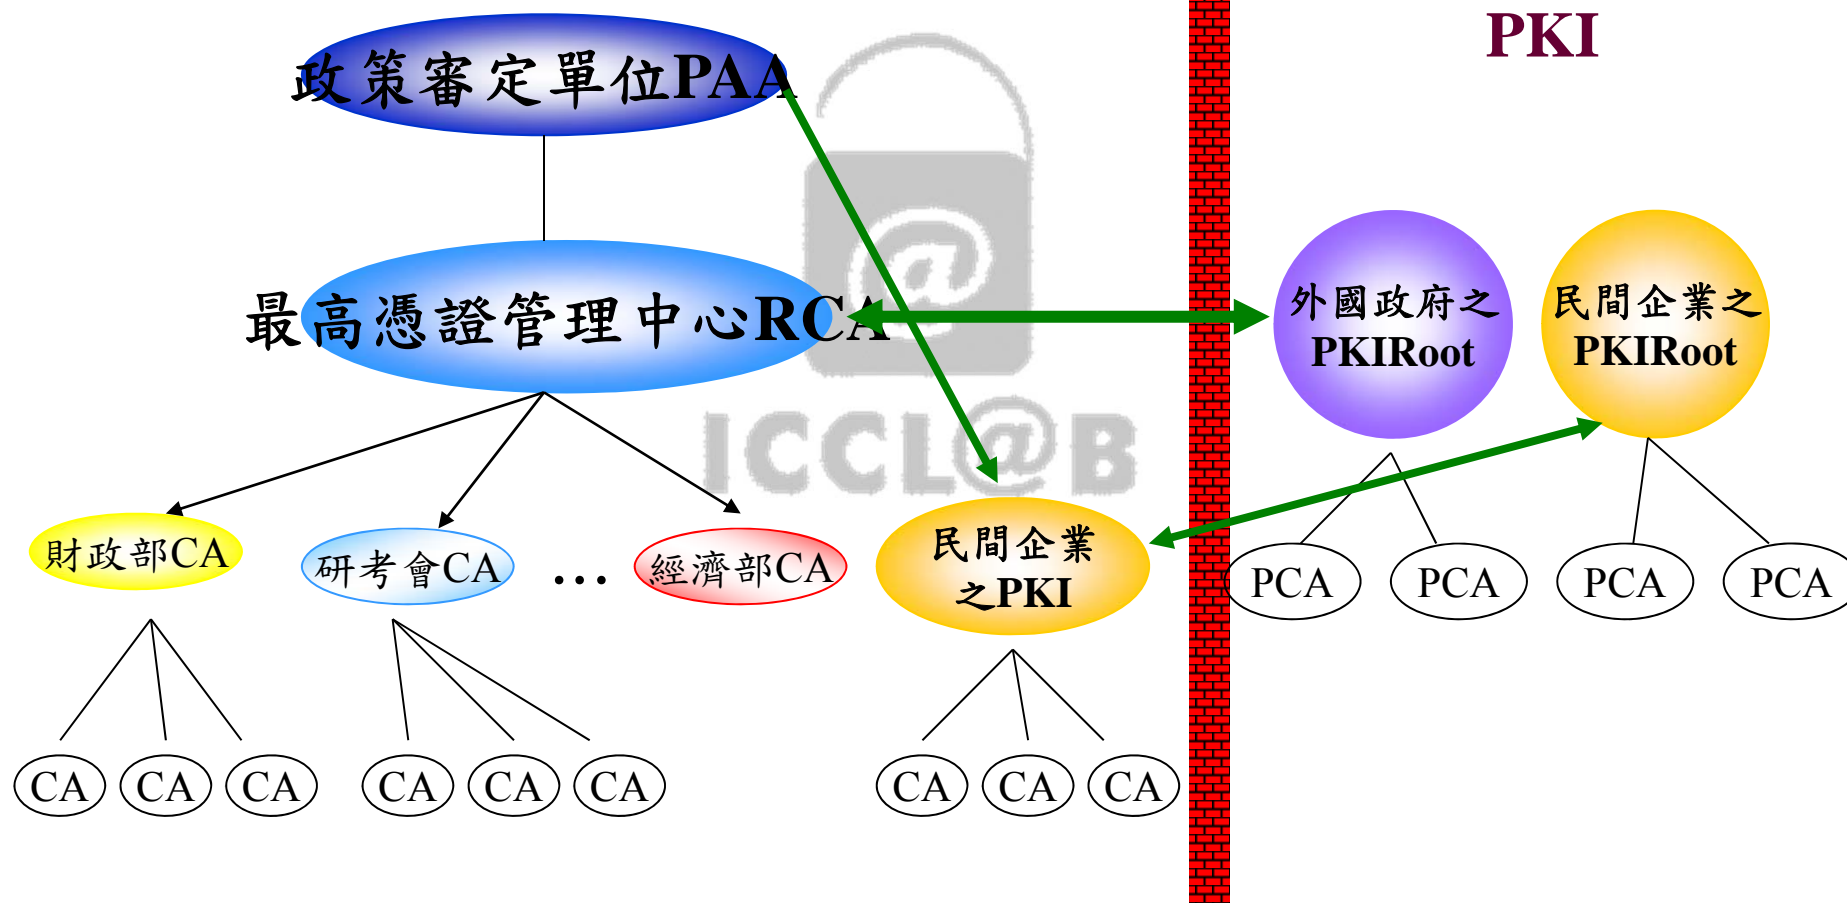 PKI
政策審定單位PAA
最高憑證管理中心RCA
外國政府之
PKIRoot
民間企業之
PKIRoot
ICCL@B
財政部CA
研考會CA
...
經濟部CA
民間企業
之PKI
PCA
PCA
PCA
PCA
CA
CA
CA
CA
CA
CA
CA
CA
CA